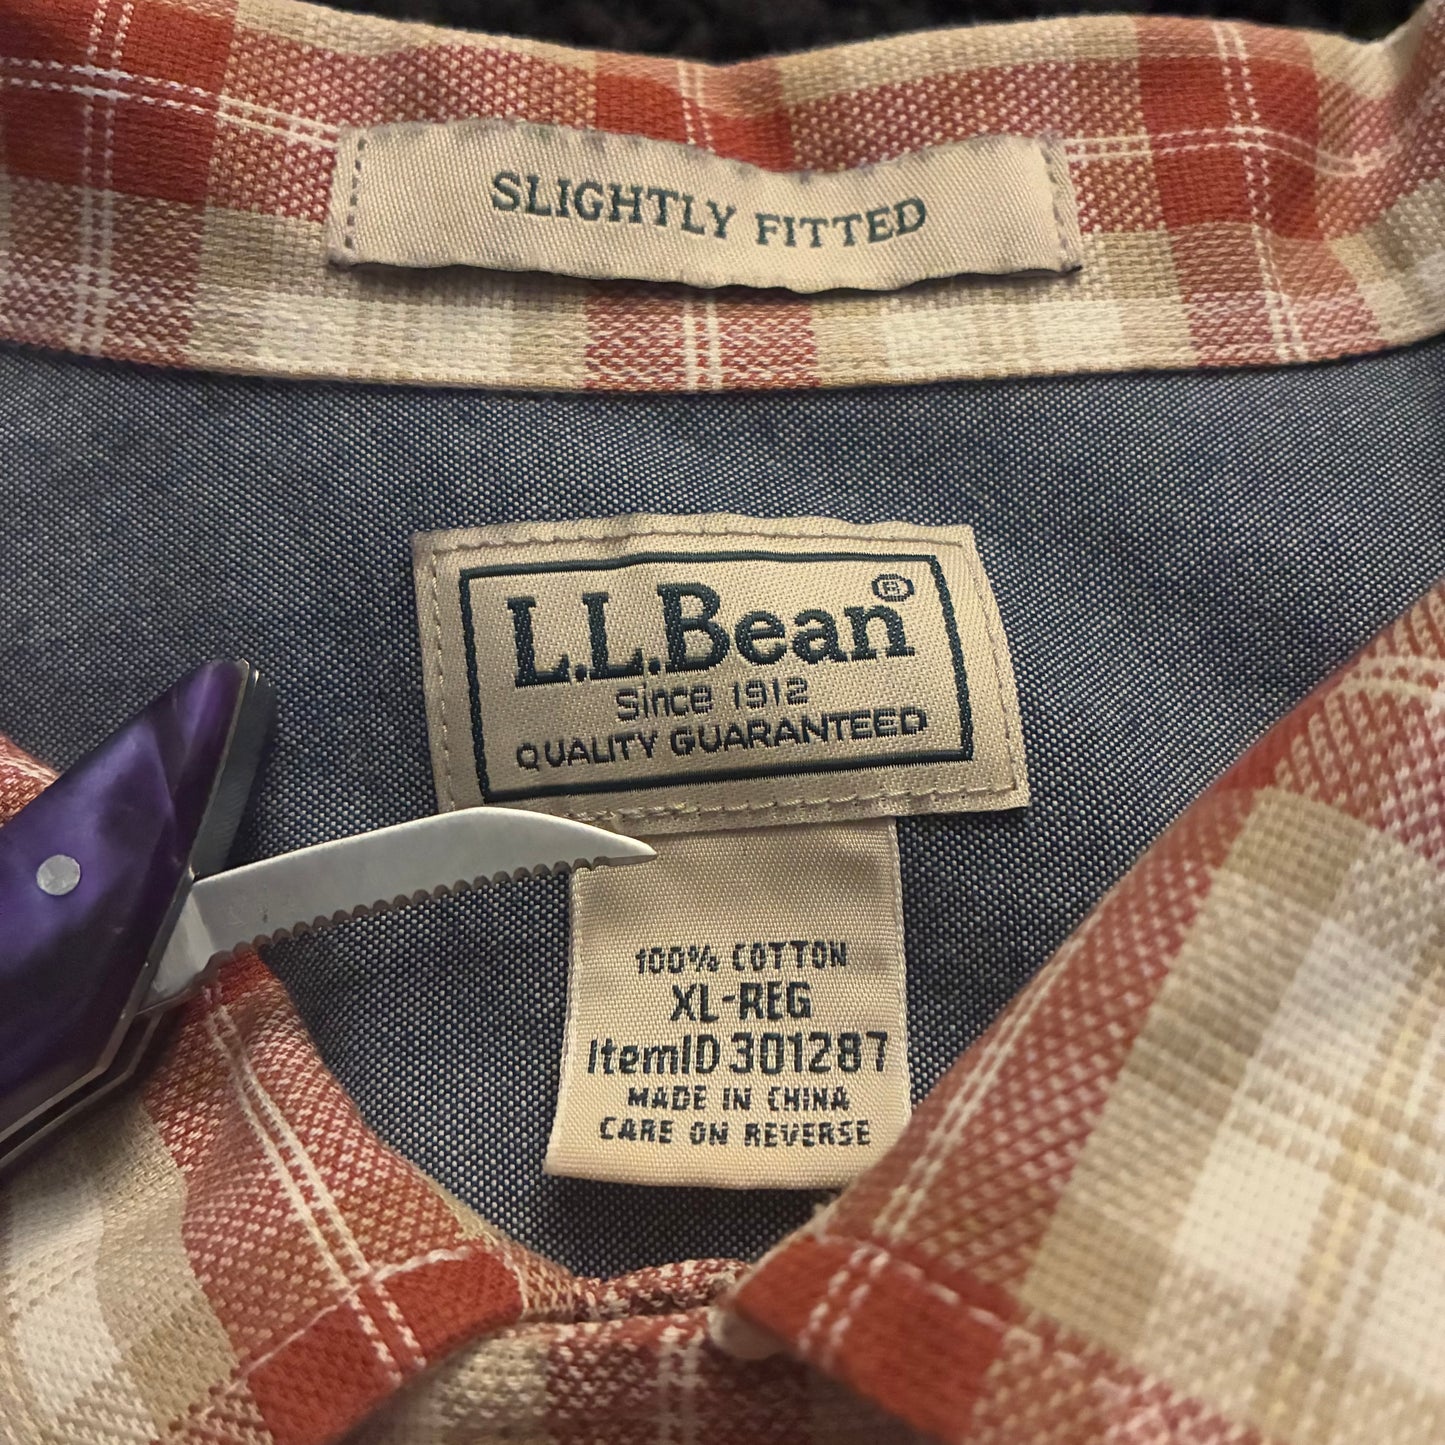 SLIGHTLY FITTED
L.L.Bean®
Since 1912
QUALITY GUARANTEED
100% COTTON
XL-REG
ItemID 301287
MADE IN CHINA
CARE ON REVERSE